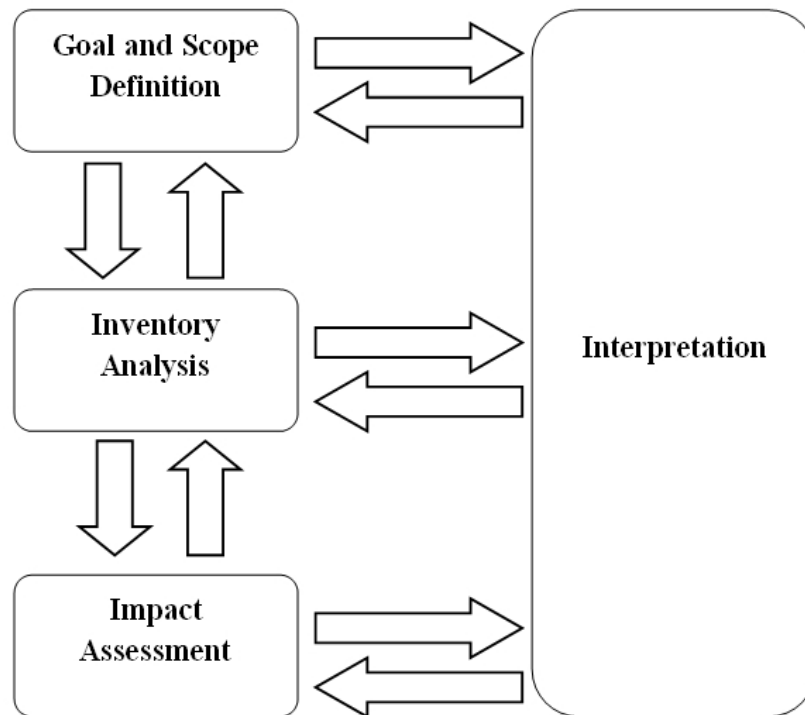 Goal and Scope
Definition
Inventory
Analysis
Interpretation
Impact
Assessment